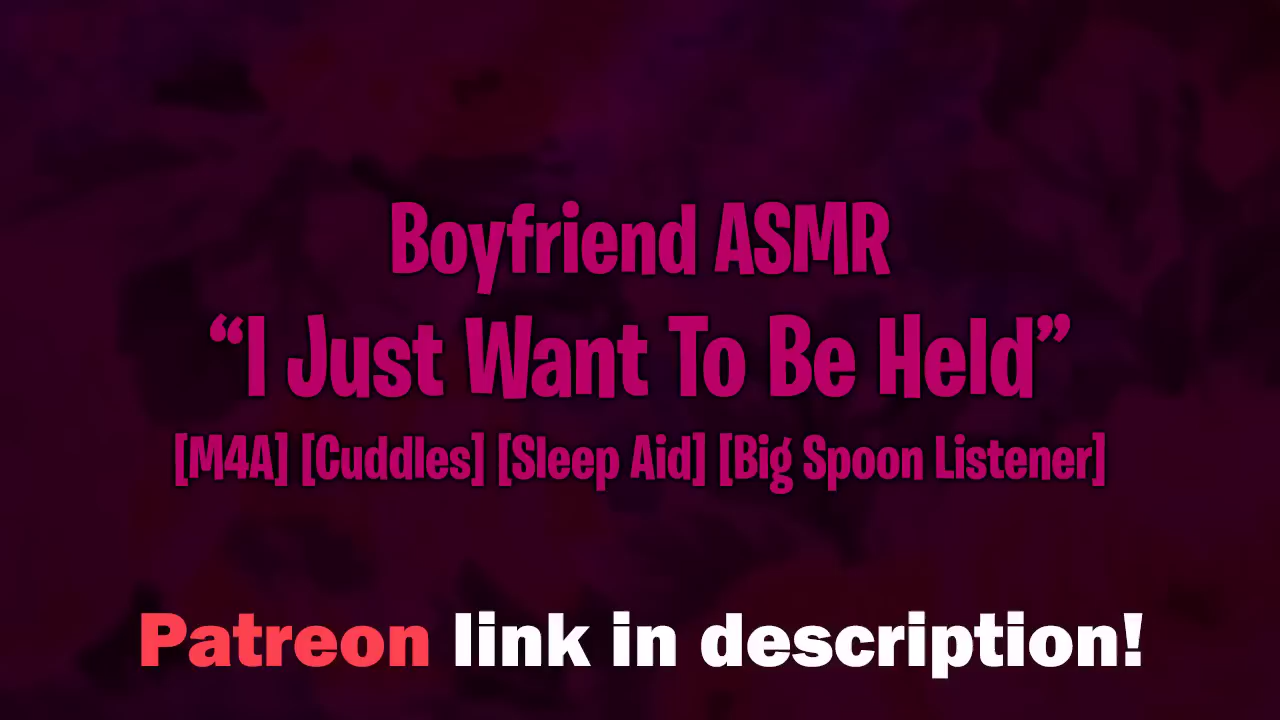 Boyfriend ASMR
“I Just Want To Be Held”
[M4A] [Cuddles] [Sleep Aid] [Big Spoon Listener]
Patreon link in description!